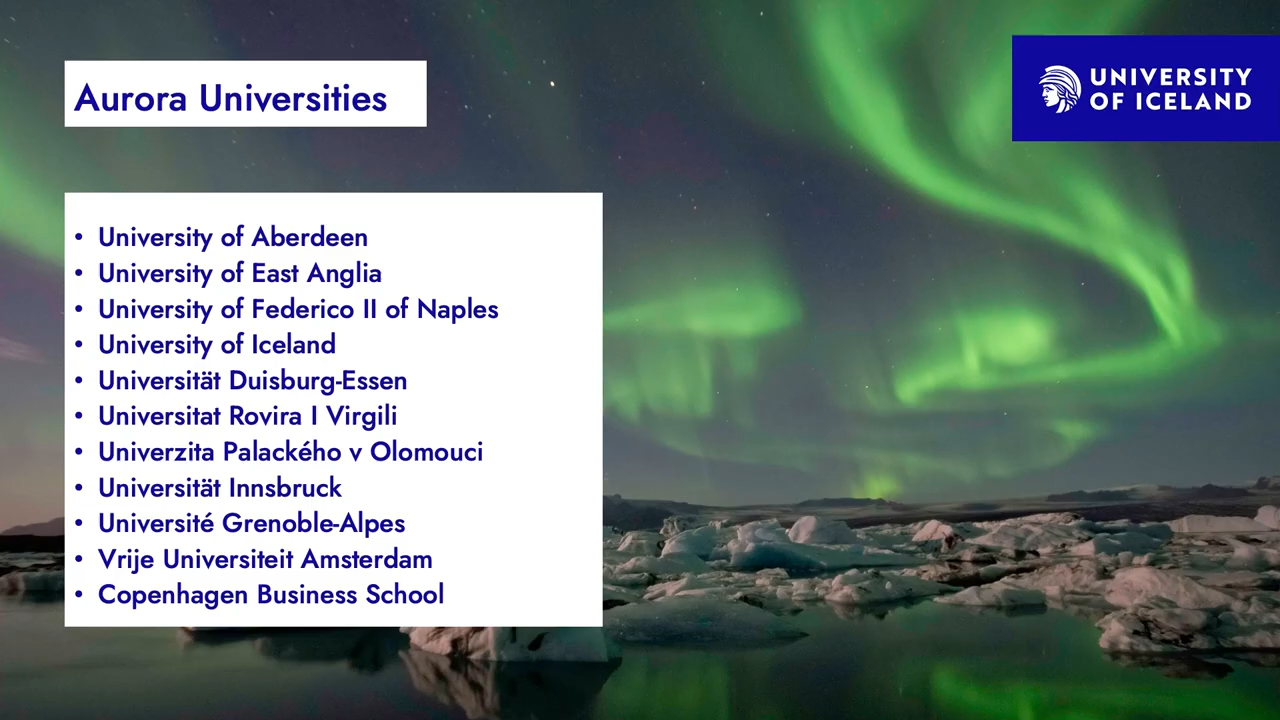 Aurora Universities
UNIVERSITY
OF ICELAND
• University of Aberdeen
• University of East Anglia
• University of Federico II of Naples
• University of Iceland
• Universität Duisburg-Essen
• Universitat Rovira I Virgili
• Univerzita Palackého v Olomouci
• Universität Innsbruck
• Université Grenoble-Alpes
• Vrije Universiteit Amsterdam
• Copenhagen Business School